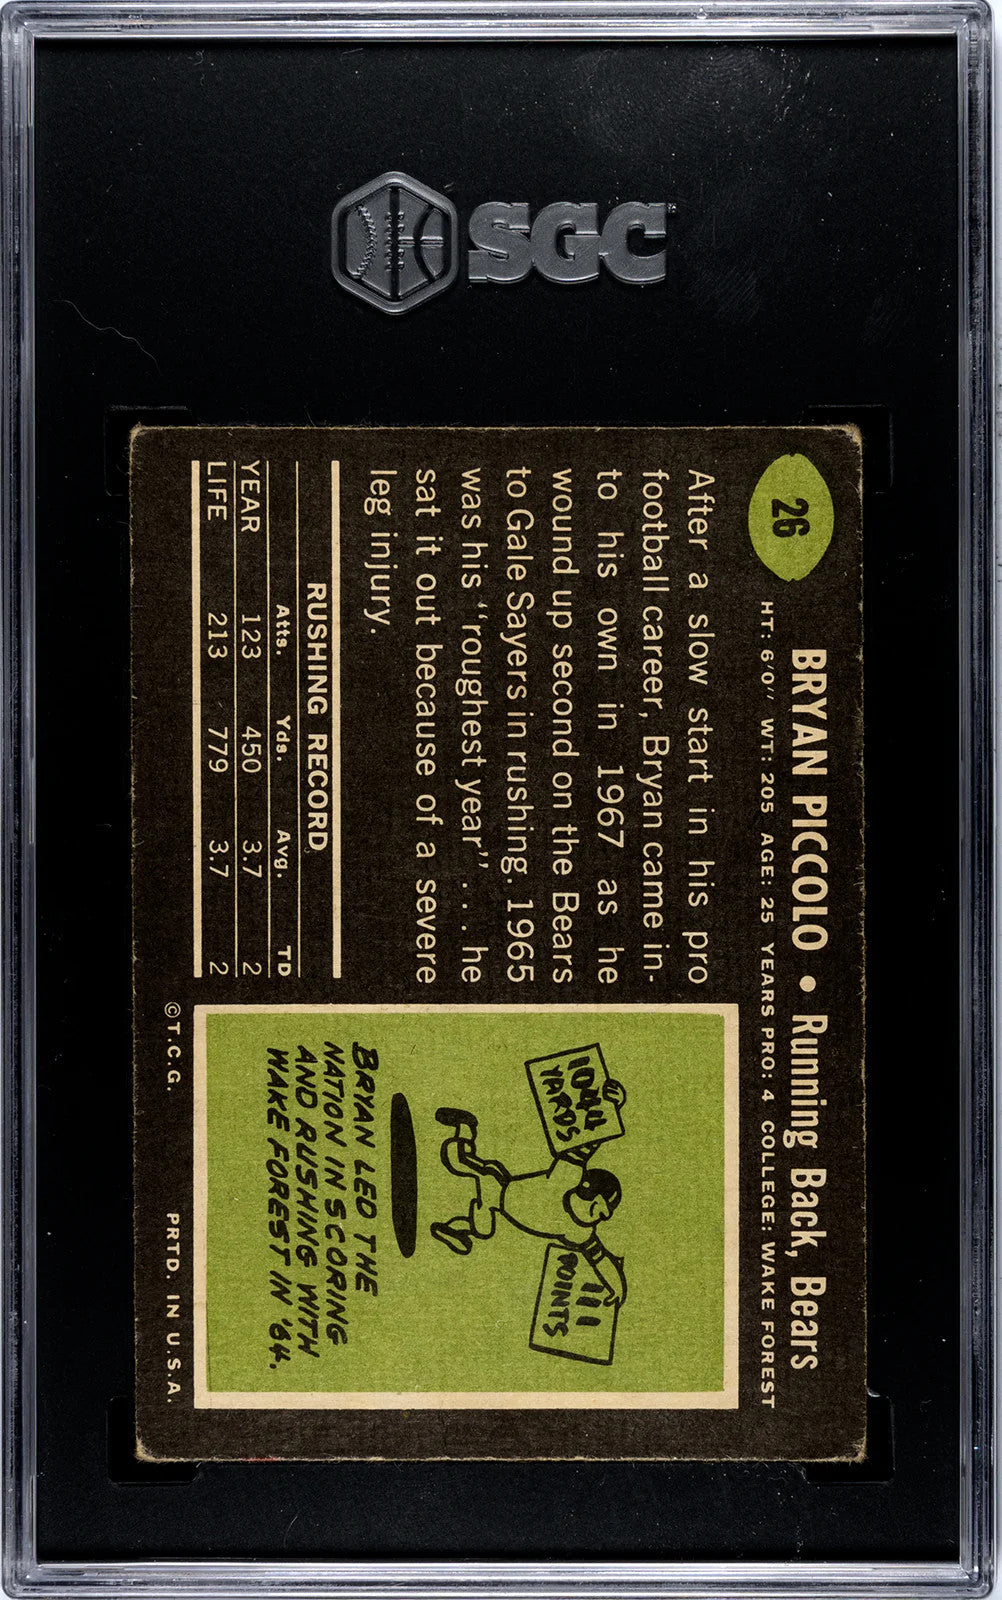 SGC
26
BRYAN PICCOLO • Running Back, Bears
HT: 6'0" WT: 205 AGE: 25 YEARS PRO: 4 COLLEGE: WAKE FOREST
After a slow start in his pro
football career, Bryan came in-
to his own in 1967 as he
wound up second on the Bears
to Gale Sayers in rushing. 1965
was his "roughest year" . . . he
sat it out because of a severe
leg injury.
RUSHING RECORD
Atts. Yds. Avg. TD
YEAR 123 450 3.7 2
LIFE 213 779 3.7 2
1044
YARDS
111
POINTS
BRYAN LED THE
NATION IN SCORING
AND RUSHING WITH
WAKE FOREST IN '64.
©T.C.G. PRTD. IN U.S.A.